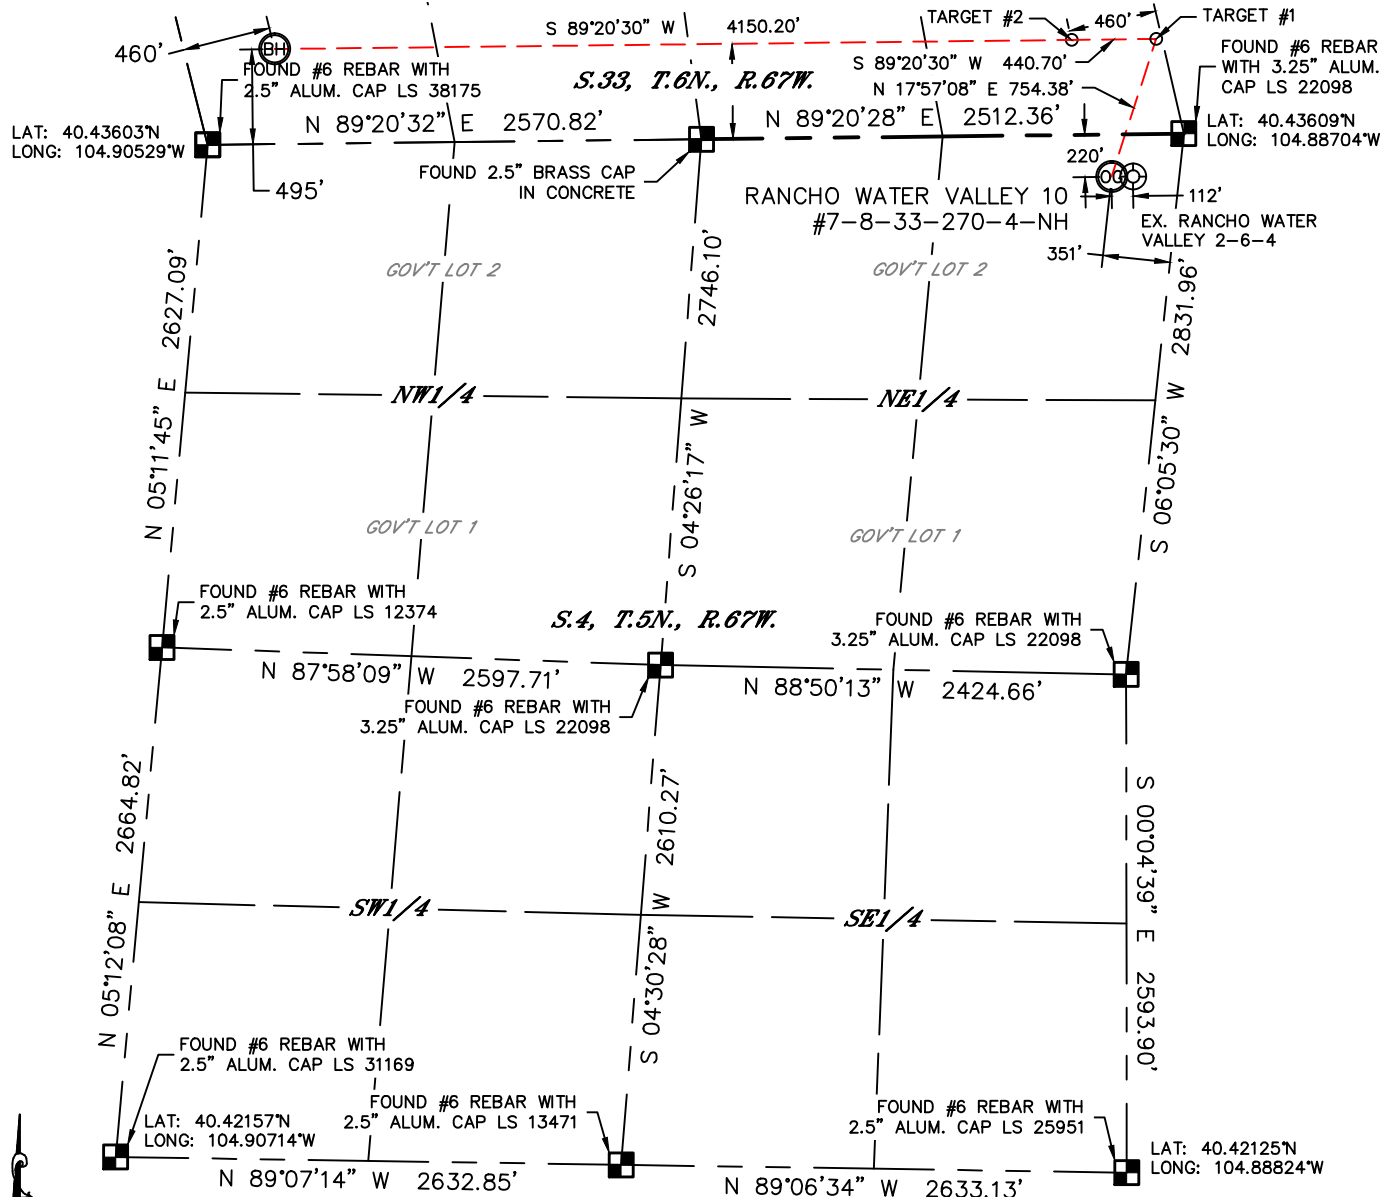 S 89°20'30" W 4150.20'
TARGET #2
460'
TARGET #1
460'
BH
FOUND #6 REBAR WITH
2.5" ALUM. CAP LS 38175
S.33, T.6N., R.67W.
S 89°20'30" W 440.70'
N 17°57'08" E 754.38'
FOUND #6 REBAR
WITH 3.25" ALUM.
CAP LS 22098
LAT: 40.43603°N
LONG: 104.90529°W
N 89°20'32" E 2570.82'
N 89°20'28" E 2512.36'
LAT: 40.43609°N
LONG: 104.88704°W
495'
FOUND 2.5" BRASS CAP
IN CONCRETE
220'
OG
RANCHO WATER VALLEY 10
#7-8-33-270-4-NH
112'
EX. RANCHO WATER
VALLEY 2-6-4
351'
GOV'T LOT 2
GOV'T LOT 2
N 05°11'45" E 2627.09'
S 04°26'17" W 2746.10'
S 06°05'30" W 2831.96'
NW1/4
NE1/4
GOV'T LOT 1
GOV'T LOT 1
FOUND #6 REBAR WITH
2.5" ALUM. CAP LS 12374
S.4, T.5N., R.67W.
FOUND #6 REBAR WITH
3.25" ALUM. CAP LS 22098
N 87°58'09" W 2597.71'
N 88°50'13" W 2424.66'
FOUND #6 REBAR WITH
3.25" ALUM. CAP LS 22098
N 05°12'08" E 2664.82'
S 04°30'28" W 2610.27'
S 00°04'39" E 2593.90'
SW1/4
SE1/4
FOUND #6 REBAR WITH
2.5" ALUM. CAP LS 31169
LAT: 40.42157°N
LONG: 104.90714°W
FOUND #6 REBAR WITH
2.5" ALUM. CAP LS 13471
FOUND #6 REBAR WITH
2.5" ALUM. CAP LS 25951
LAT: 40.42125°N
LONG: 104.88824°W
N 89°07'14" W 2632.85'
N 89°06'34" W 2633.13'